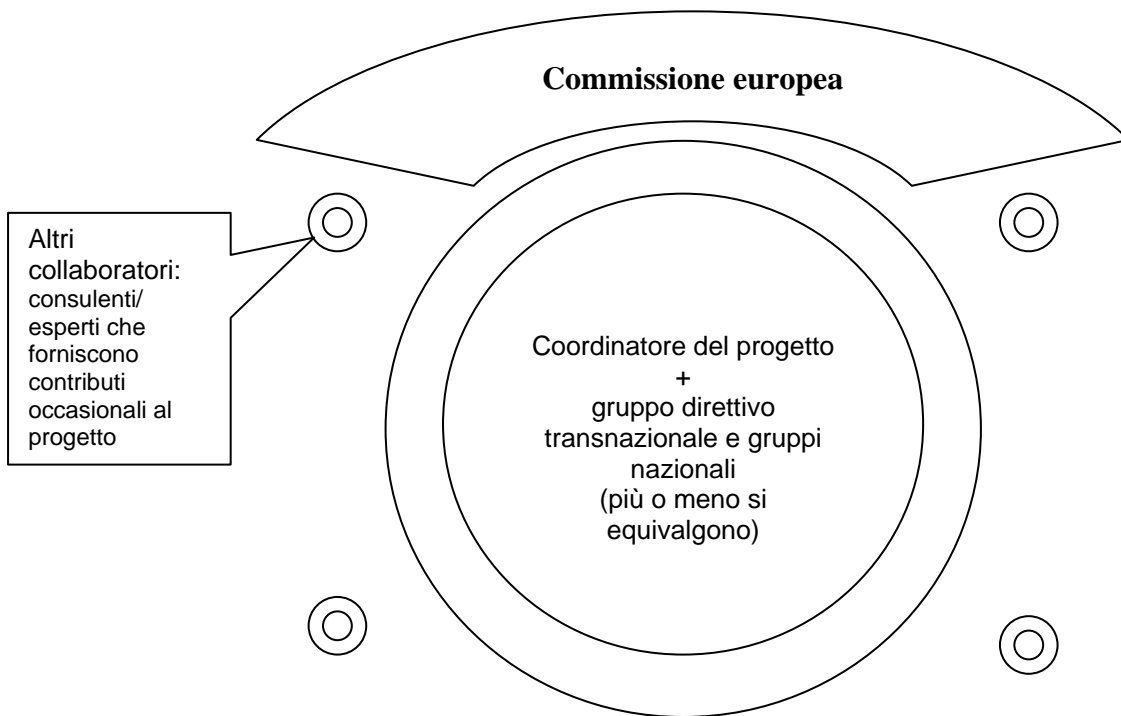 Commissione europea
Altri
collaboratori:
consulenti/
esperti che
forniscono
contributi
occasionali al
progetto
Coordinatore del progetto
+
gruppo direttivo
transnazionale e gruppi
nazionali
(più o meno si
equivalgono)